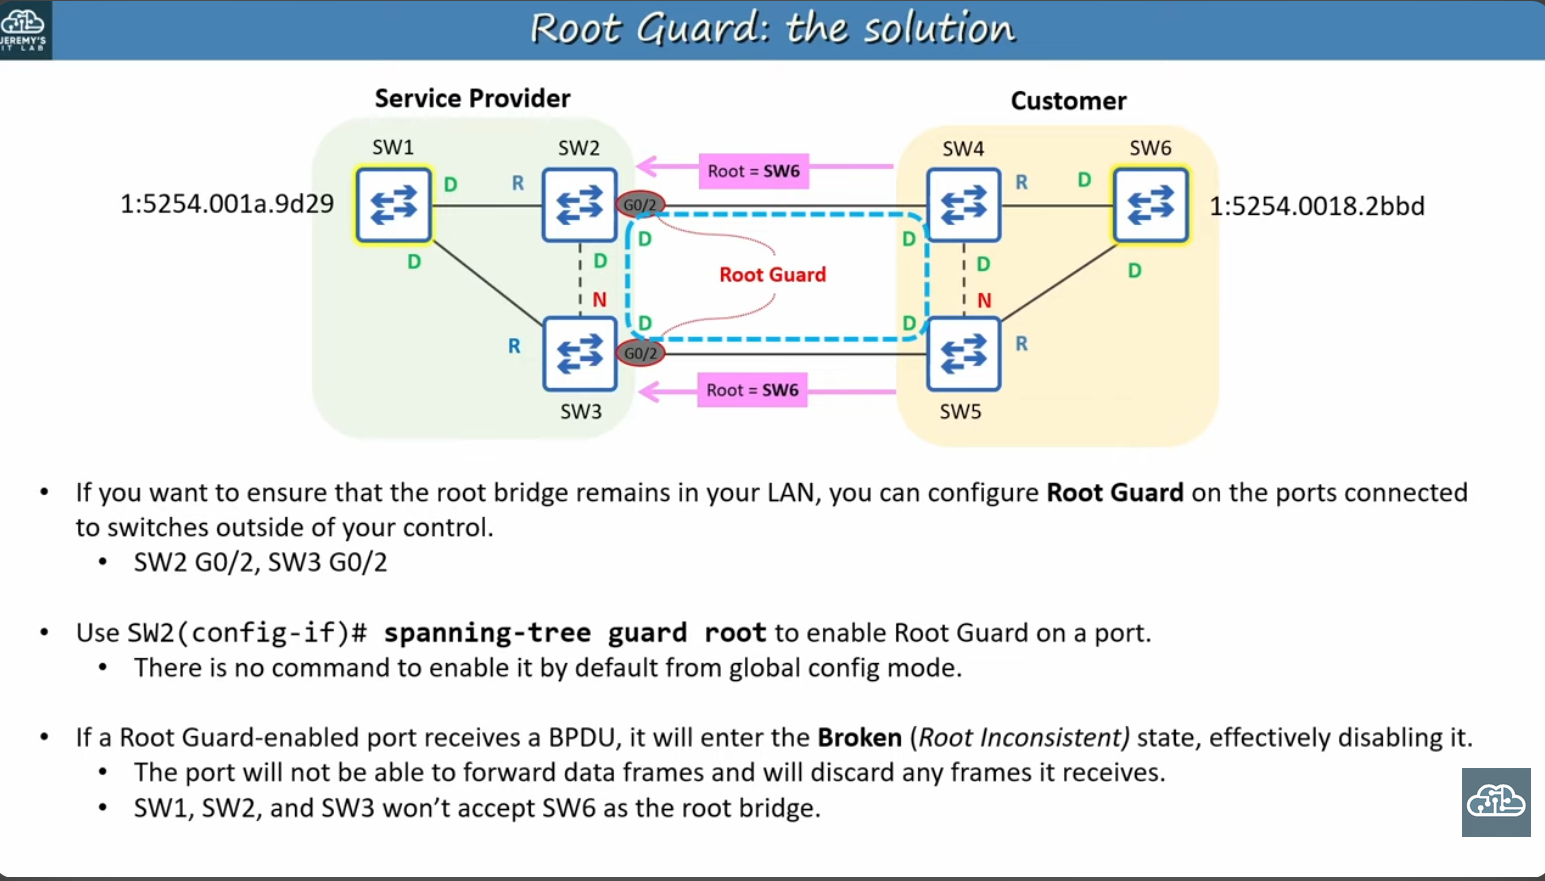 JEREMY'S
IT LAB
Root Guard: the solution
Service Provider
Customer
SW1
SW2
SW4
SW6
Root = SW6
1:5254.001a.9d29
D
R
G0/2
R
D
1:5254.0018.2bbd
D
D
D
D
D
D
Root Guard
N
N
D
D
R
G0/2
R
Root = SW6
SW3
SW5
• If you want to ensure that the root bridge remains in your LAN, you can configure Root Guard on the ports connected
to switches outside of your control.
• SW2 G0/2, SW3 G0/2
• Use SW2(config-if)# spanning-tree guard root to enable Root Guard on a port.
• There is no command to enable it by default from global config mode.
• If a Root Guard-enabled port receives a BPDU, it will enter the Broken (Root Inconsistent) state, effectively disabling it.
• The port will not be able to forward data frames and will discard any frames it receives.
• SW1, SW2, and SW3 won't accept SW6 as the root bridge.